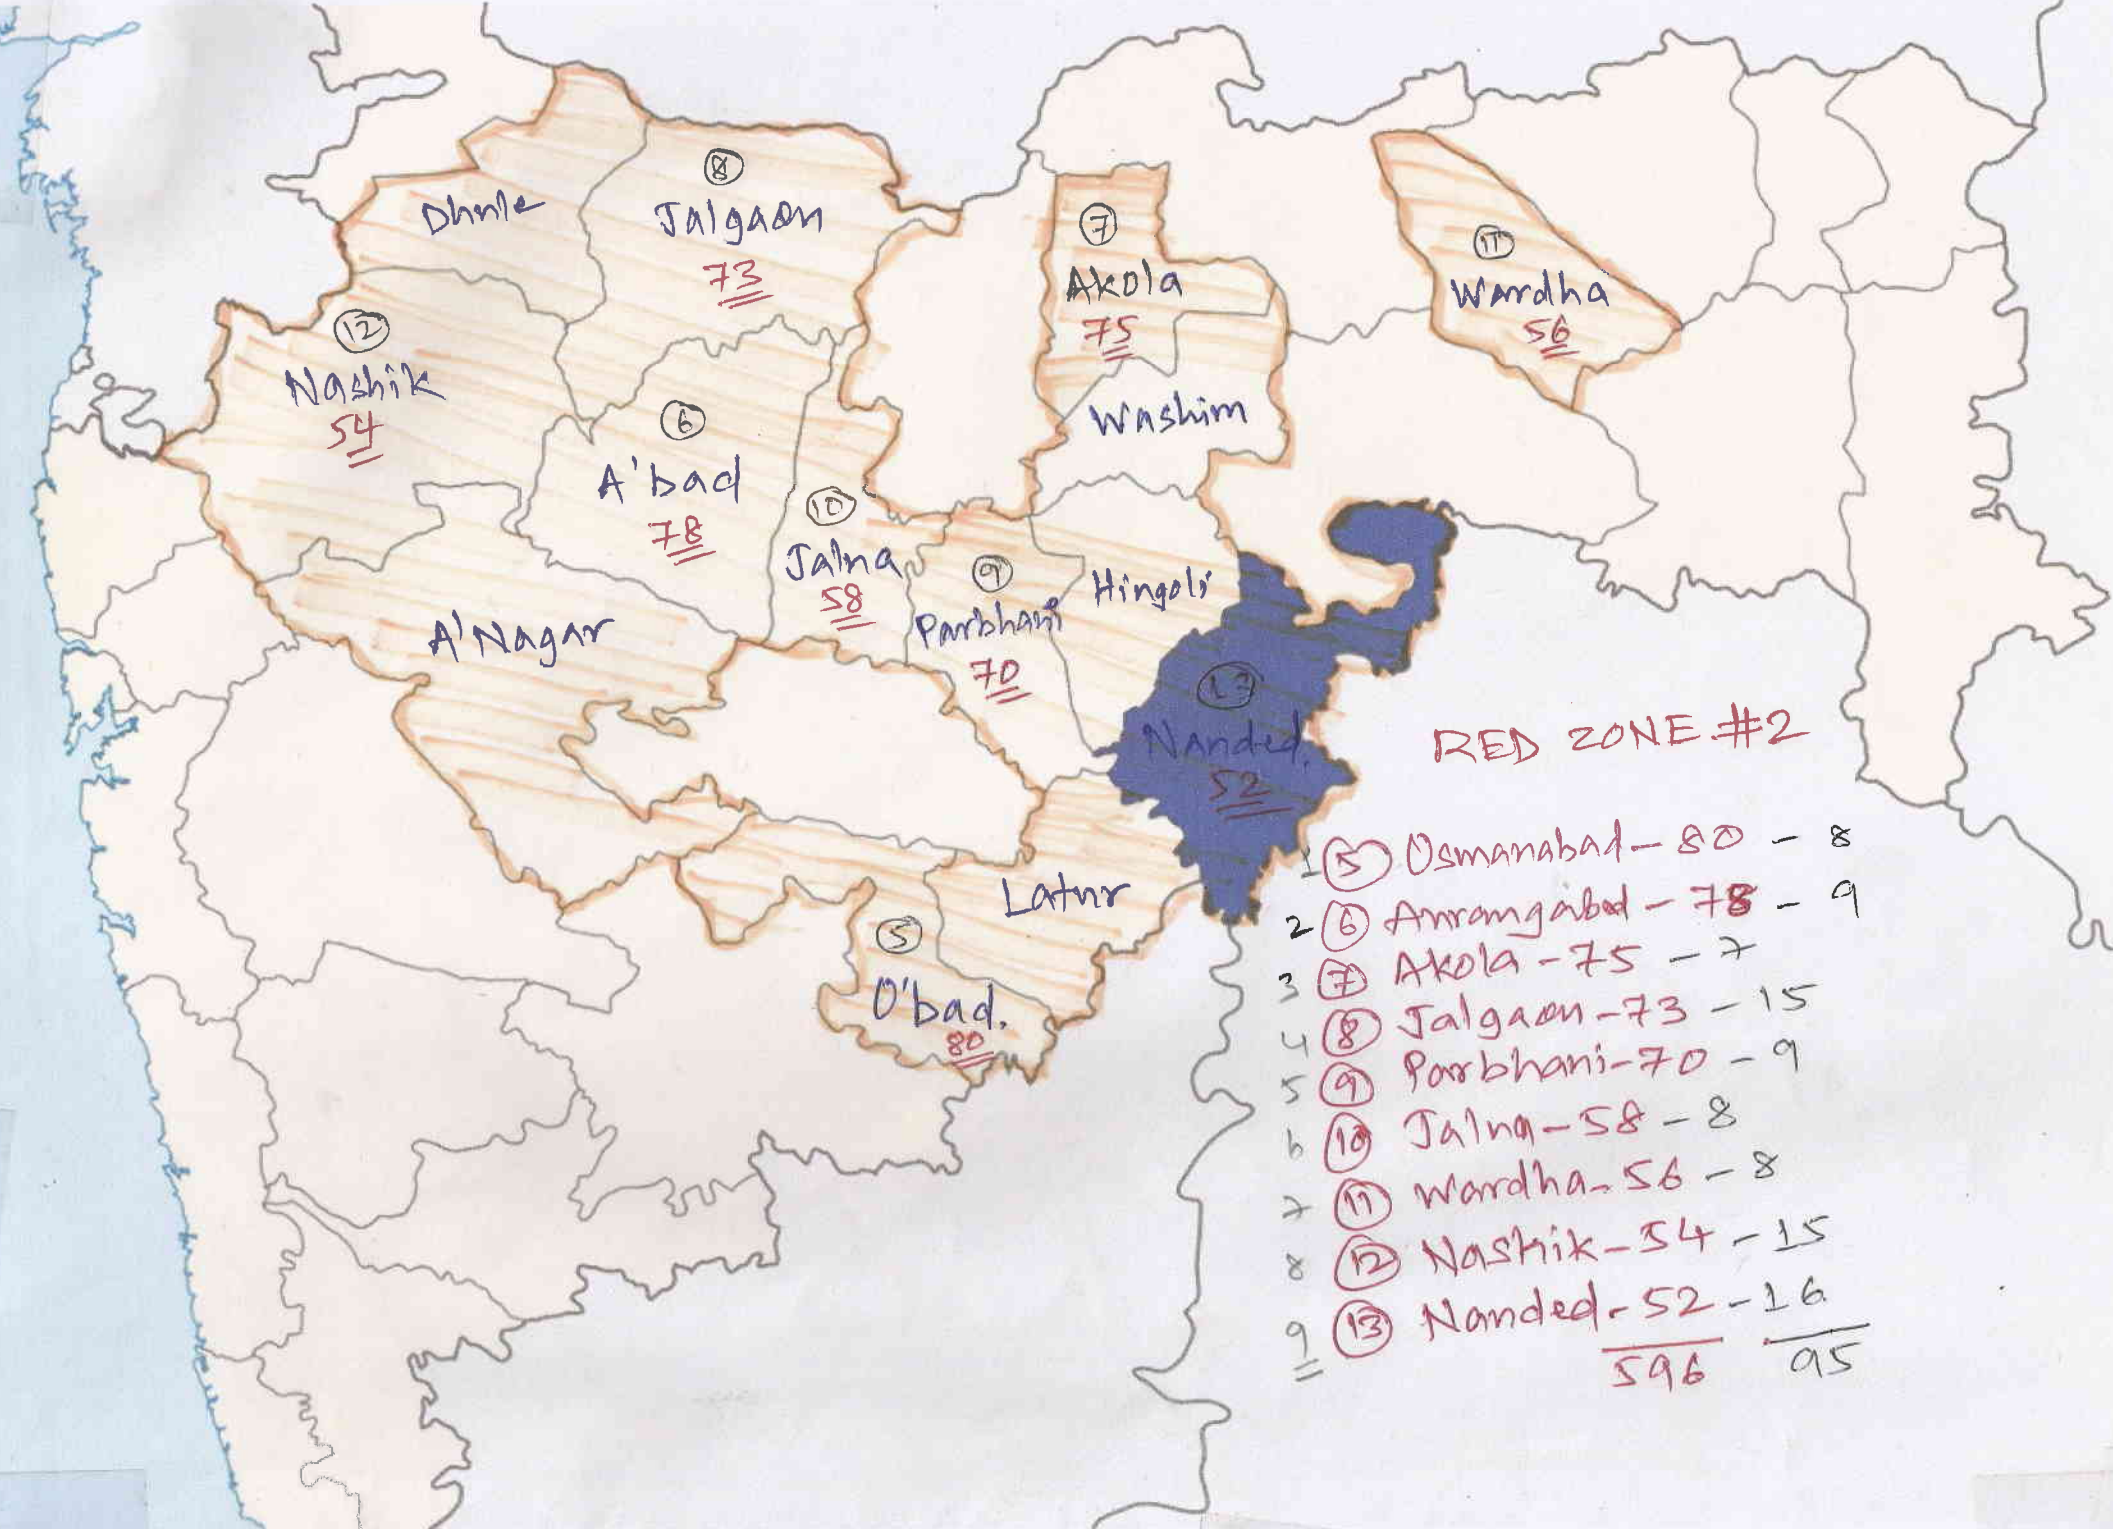 Dhule
8
Jalgaon
73
7
Akola
75
11
Wardha
56
12
Nashik
54
6
A'bad
78
Washim
10
Jalna
58
9
Parbhani
70
Hingoli
A'Nagar
13
Nanded.
52
Latur
5
O'bad.
80
RED ZONE.#2
1 5 Osmanabad - 80 - 8
2 6 Aurangabad - 78 - 9
3 7 Akola - 75 - 7
4 8 Jalgaon - 73 - 15
5 9 Parbhani - 70 - 9
6 10 Jalna - 58 - 8
7 11 Wardha - 56 - 8
8 12 Nashik - 54 - 15
9 13 Nanded - 52 - 16
596 95